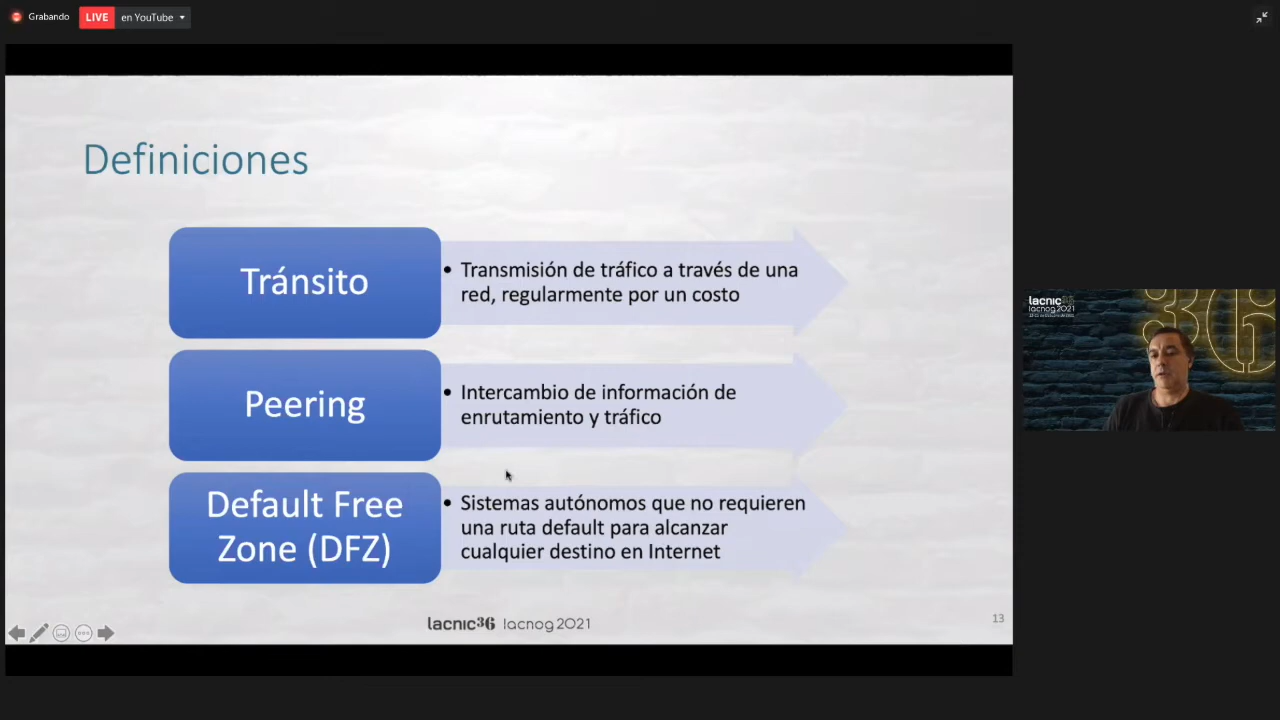 Grabando
LIVE
en YouTube
Definiciones
Tránsito
• Transmisión de tráfico a través de una
red, regularmente por un costo
Peering
• Intercambio de información de
enrutamiento y tráfico
Default Free
Zone (DFZ)
• Sistemas autónomos que no requieren
una ruta default para alcanzar
cualquier destino en Internet
lacnic36 lacnog 2021
13
lacnic36
lacnog 2021
36